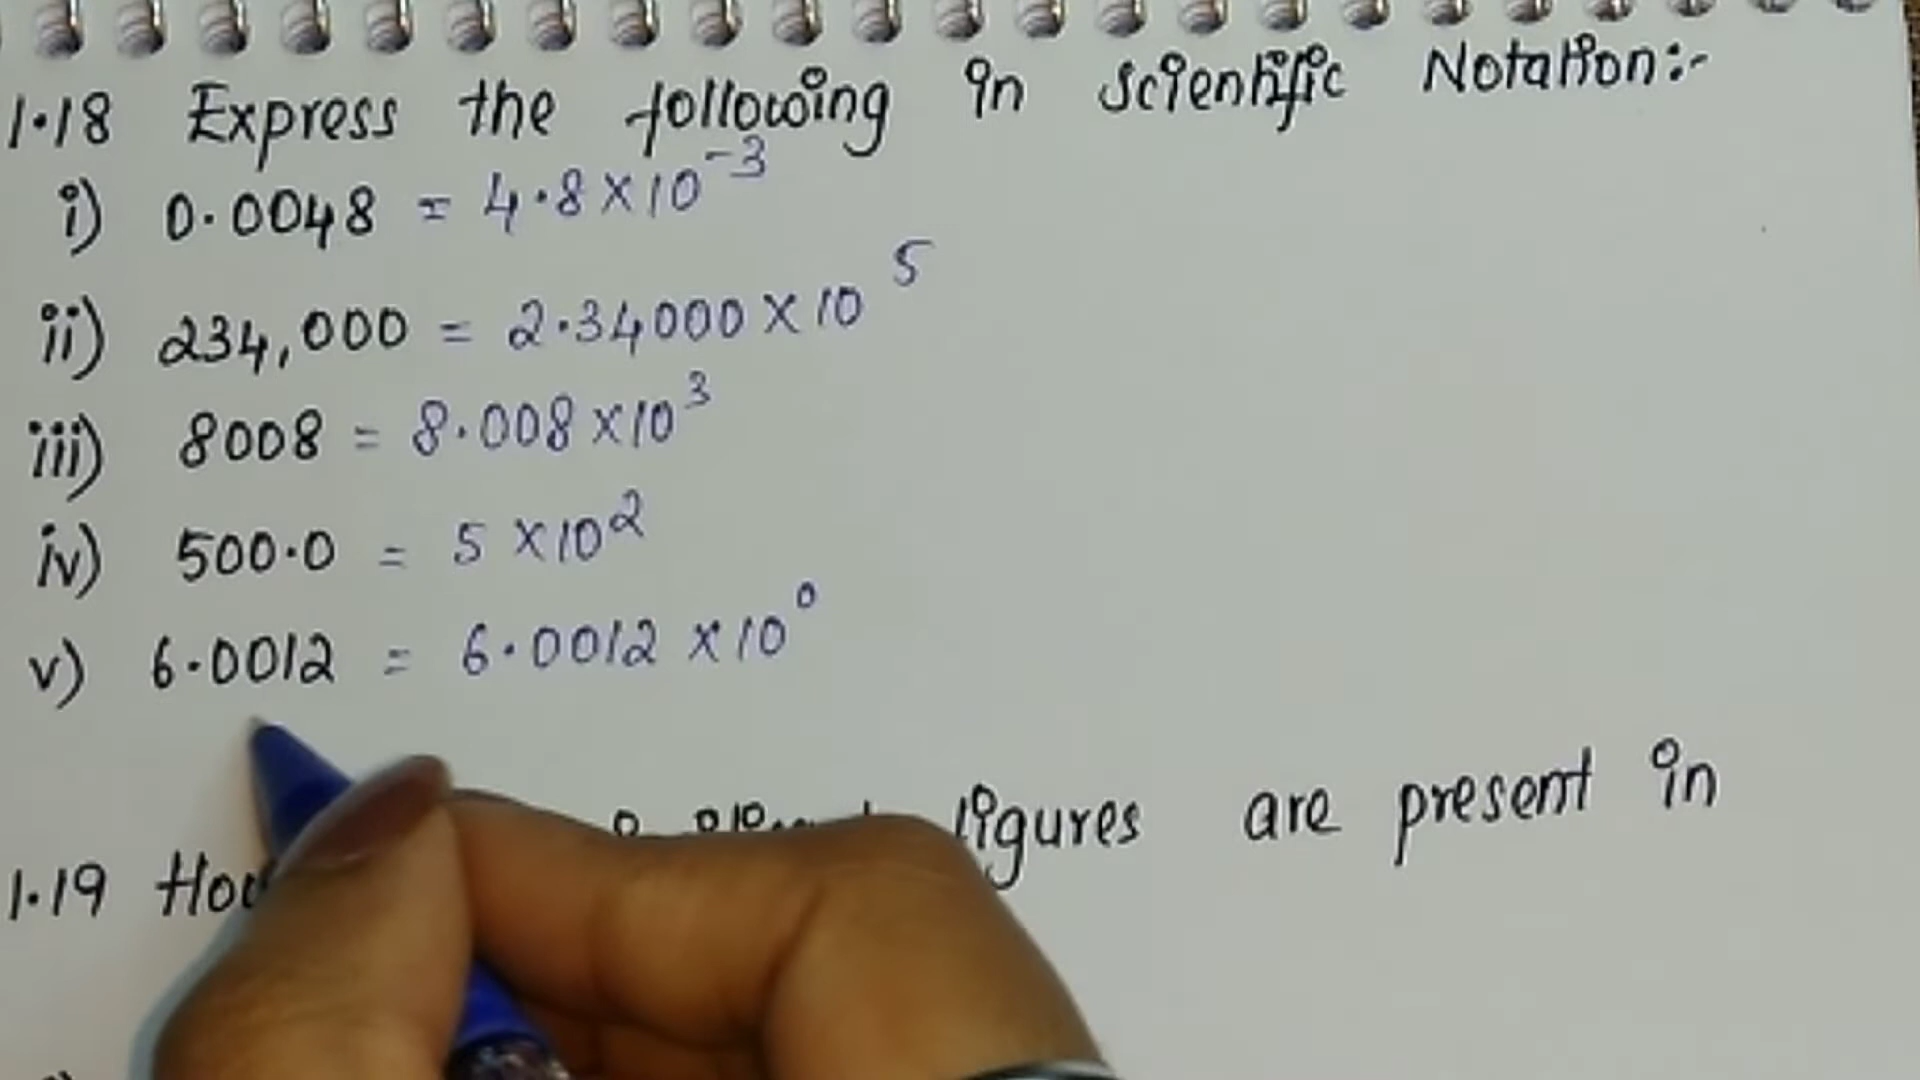 1.18 Express the following in scientific Notation:-
i) 0.0048 = 4.8 × 10⁻³
ii) 234,000 = 2.34000 × 10⁵
iii) 8008 = 8.008 × 10³
iv) 500.0 = 5 × 10²
v) 6.0012 = 6.0012 × 10⁰
1.19 figures are present in